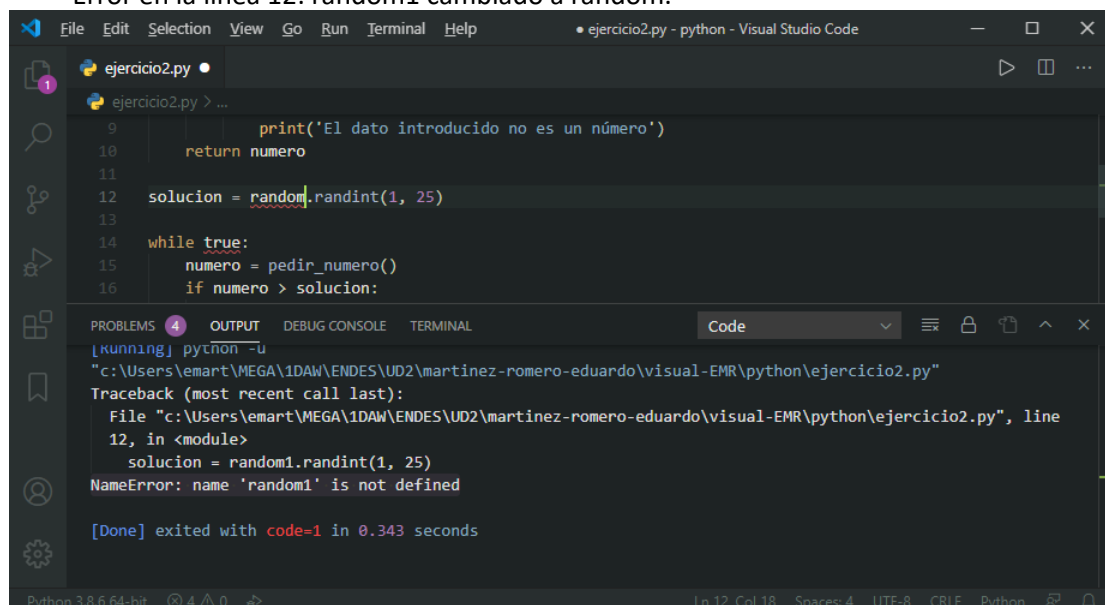 Error en la línea 12: random1 cambiado a random.
File Edit Selection View Go Run Terminal Help
● ejercicio2.py - python - Visual Studio Code
1
ejercicio2.py ●
ejercicio2.py > ...
9 print('El dato introducido no es un número')
10 return numero
11
12 solucion = random.randint(1, 25)
13
14 while true:
15 numero = pedir_numero()
16 if numero > solucion:
PROBLEMS 4 OUTPUT DEBUG CONSOLE TERMINAL Code
[Running] python -u
"c:\Users\emart\MEGA\1DAW\ENDES\UD2\martinez-romero-eduardo\visual-EMR\python\ejercicio2.py"
Traceback (most recent call last):
File "c:\Users\emart\MEGA\1DAW\ENDES\UD2\martinez-romero-eduardo\visual-EMR\python\ejercicio2.py", line
12, in <module>
solucion = random1.randint(1, 25)
NameError: name 'random1' is not defined
[Done] exited with code=1 in 0.343 seconds
Python 3.8.6 64-bit 4 0 Ln 12, Col 18 Spaces: 4 UTF-8 CRLF Python